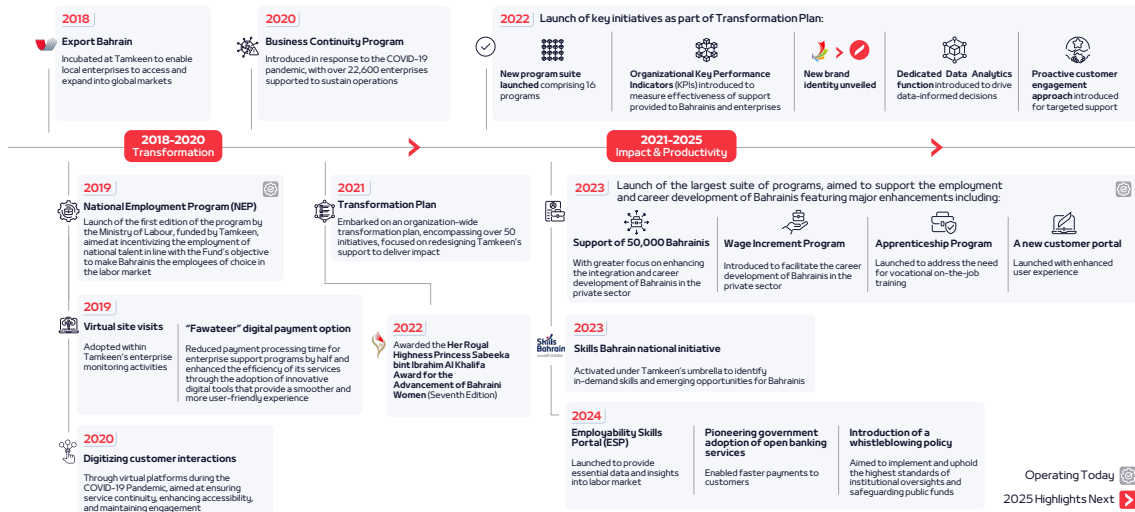 2018
Export Bahrain
Incubated at Tamkeen to enable
local enterprises to access and
expand into global markets
2020
Business Continuity Program
Introduced in response to the COVID-19
pandemic, with over 22,600 enterprises
supported to sustain operations
2022 Launch of key initiatives as part of Transformation Plan:
New program suite
launched comprising 16
programs
Organizational Key Performance
Indicators (KPIs) introduced to
measure effectiveness of support
provided to Bahrainis and enterprises
New brand
identity unveiled
Dedicated Data Analytics
function introduced to drive
data-informed decisions
Proactive customer
engagement
approach introduced
for targeted support
2018-2020
Transformation
2021-2025
Impact & Productivity
2019
National Employment Program (NEP)
Launch of the first edition of the program by
the Ministry of Labour, funded by Tamkeen,
aimed at incentivizing the employment of
national talent in line with the Fund's objective
to make Bahrainis the employees of choice in
the labor market
2021
Transformation Plan
Embarked on an organization-wide
transformation plan, encompassing over 50
initiatives, focused on redesigning Tamkeen's
support to deliver impact
2023 Launch of the largest suite of programs, aimed to support the employment
and career development of Bahrainis featuring major enhancements including:
Support of 50,000 Bahrainis
With greater focus on enhancing
the integration and career
development of Bahrainis in the
private sector
Wage Increment Program
Introduced to facilitate the career
development of Bahrainis in the
private sector
Apprenticeship Program
Launched to address the need
for vocational on-the-job
training
A new customer portal
Launched with enhanced
user experience
2019
Virtual site visits
Adopted within
Tamkeen's enterprise
monitoring activities
"Fawateer" digital payment option
Reduced payment processing time for
enterprise support programs by half and
enhanced the efficiency of its services
through the adoption of innovative
digital tools that provide a smoother and
more user-friendly experience
2022
Awarded the Her Royal
Highness Princess Sabeeka
bint Ibrahim Al Khalifa
Award for the
Advancement of Bahraini
Women (Seventh Edition)
Skills
Bahrain
2023
Skills Bahrain national initiative
Activated under Tamkeen's umbrella to identify
in-demand skills and emerging opportunities for Bahrainis
2020
Digitizing customer interactions
Through virtual platforms during the
COVID-19 Pandemic, aimed at ensuring
service continuity, enhancing accessibility,
and maintaining engagement
2024
Employability Skills
Portal (ESP)
Launched to provide
essential data and insights
into labor market
Pioneering government
adoption of open banking
services
Enabled faster payments to
customers
Introduction of a
whistleblowing policy
Aimed to implement and uphold
the highest standards of
institutional oversights and
safeguarding public funds
Operating Today
2025 Highlights Next